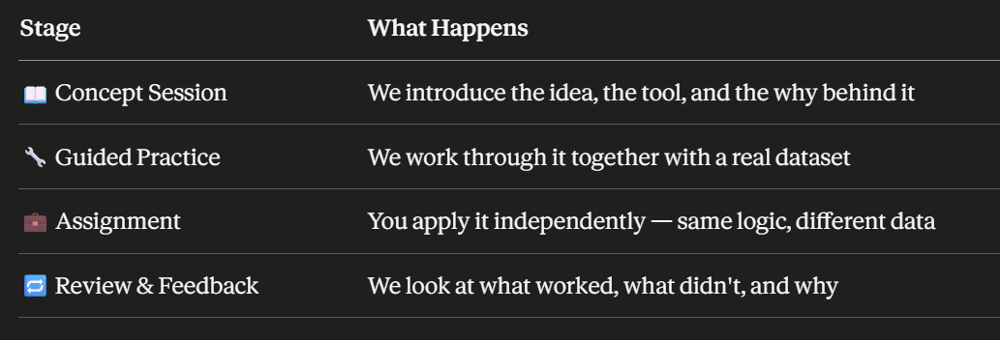 Stage What Happens
📖 Concept Session We introduce the idea, the tool, and the why behind it
🔧 Guided Practice We work through it together with a real dataset
💼 Assignment You apply it independently — same logic, different data
🔁 Review & Feedback We look at what worked, what didn't, and why